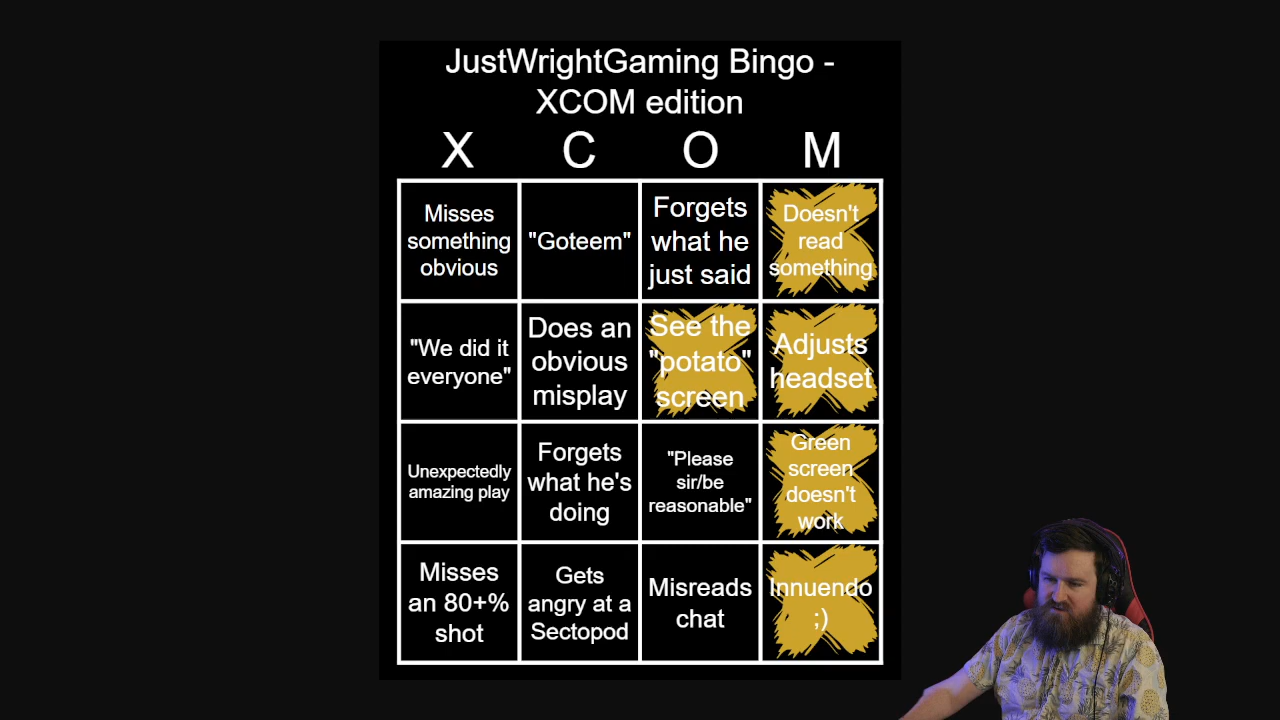 JustWrightGaming Bingo -
XCOM edition
X C O M
Misses
something
obvious
"Goteem"
Forgets
what he
just said
Doesn't
read
something
"We did it
everyone"
Does an
obvious
misplay
See the
"potato"
screen
Adjusts
headset
Unexpectedly
amazing play
Forgets
what he's
doing
"Please
sir/be
reasonable"
Green
screen
doesn't
work
Misses
an 80+%
shot
Gets
angry at a
Sectopod
Misreads
chat
Innuendo
;)